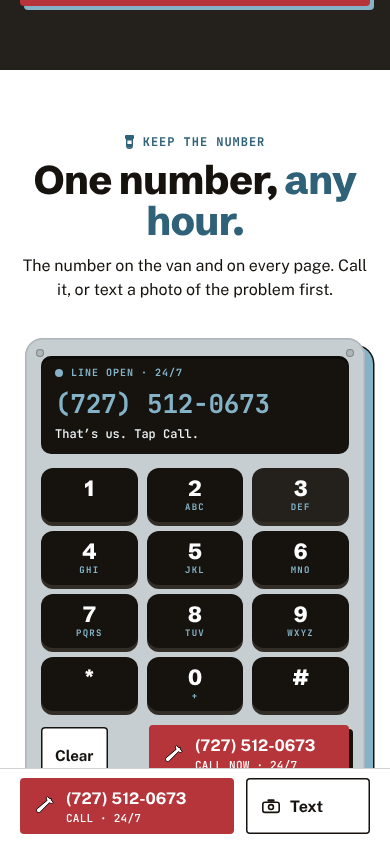 KEEP THE NUMBER
One number, any
hour.
The number on the van and on every page. Call
it, or text a photo of the problem first.
LINE OPEN · 24/7
(727) 512-0673
That's us. Tap Call.
1
2
ABC
3
DEF
4
GHI
5
JKL
6
MNO
7
PQRS
8
TUV
9
WXYZ
*
0
+
#
Clear
(727) 512-0673
CALL NOW · 24/7
(727) 512-0673
CALL · 24/7
Text